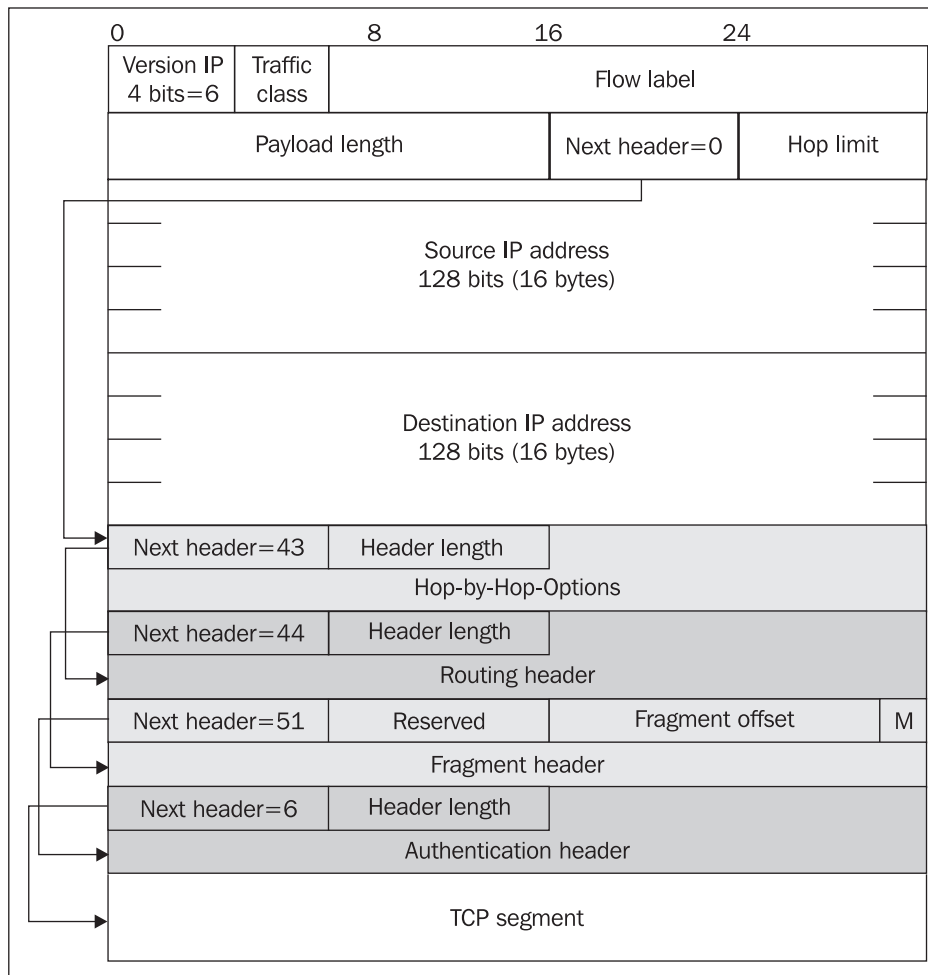 0 8 16 24
Version IP
4 bits=6
Traffic
class
Flow label
Payload length
Next header=0
Hop limit
Source IP address
128 bits (16 bytes)
Destination IP address
128 bits (16 bytes)
Next header=43
Header length
Hop-by-Hop-Options
Next header=44
Header length
Routing header
Next header=51
Reserved
Fragment offset
M
Fragment header
Next header=6
Header length
Authentication header
TCP segment